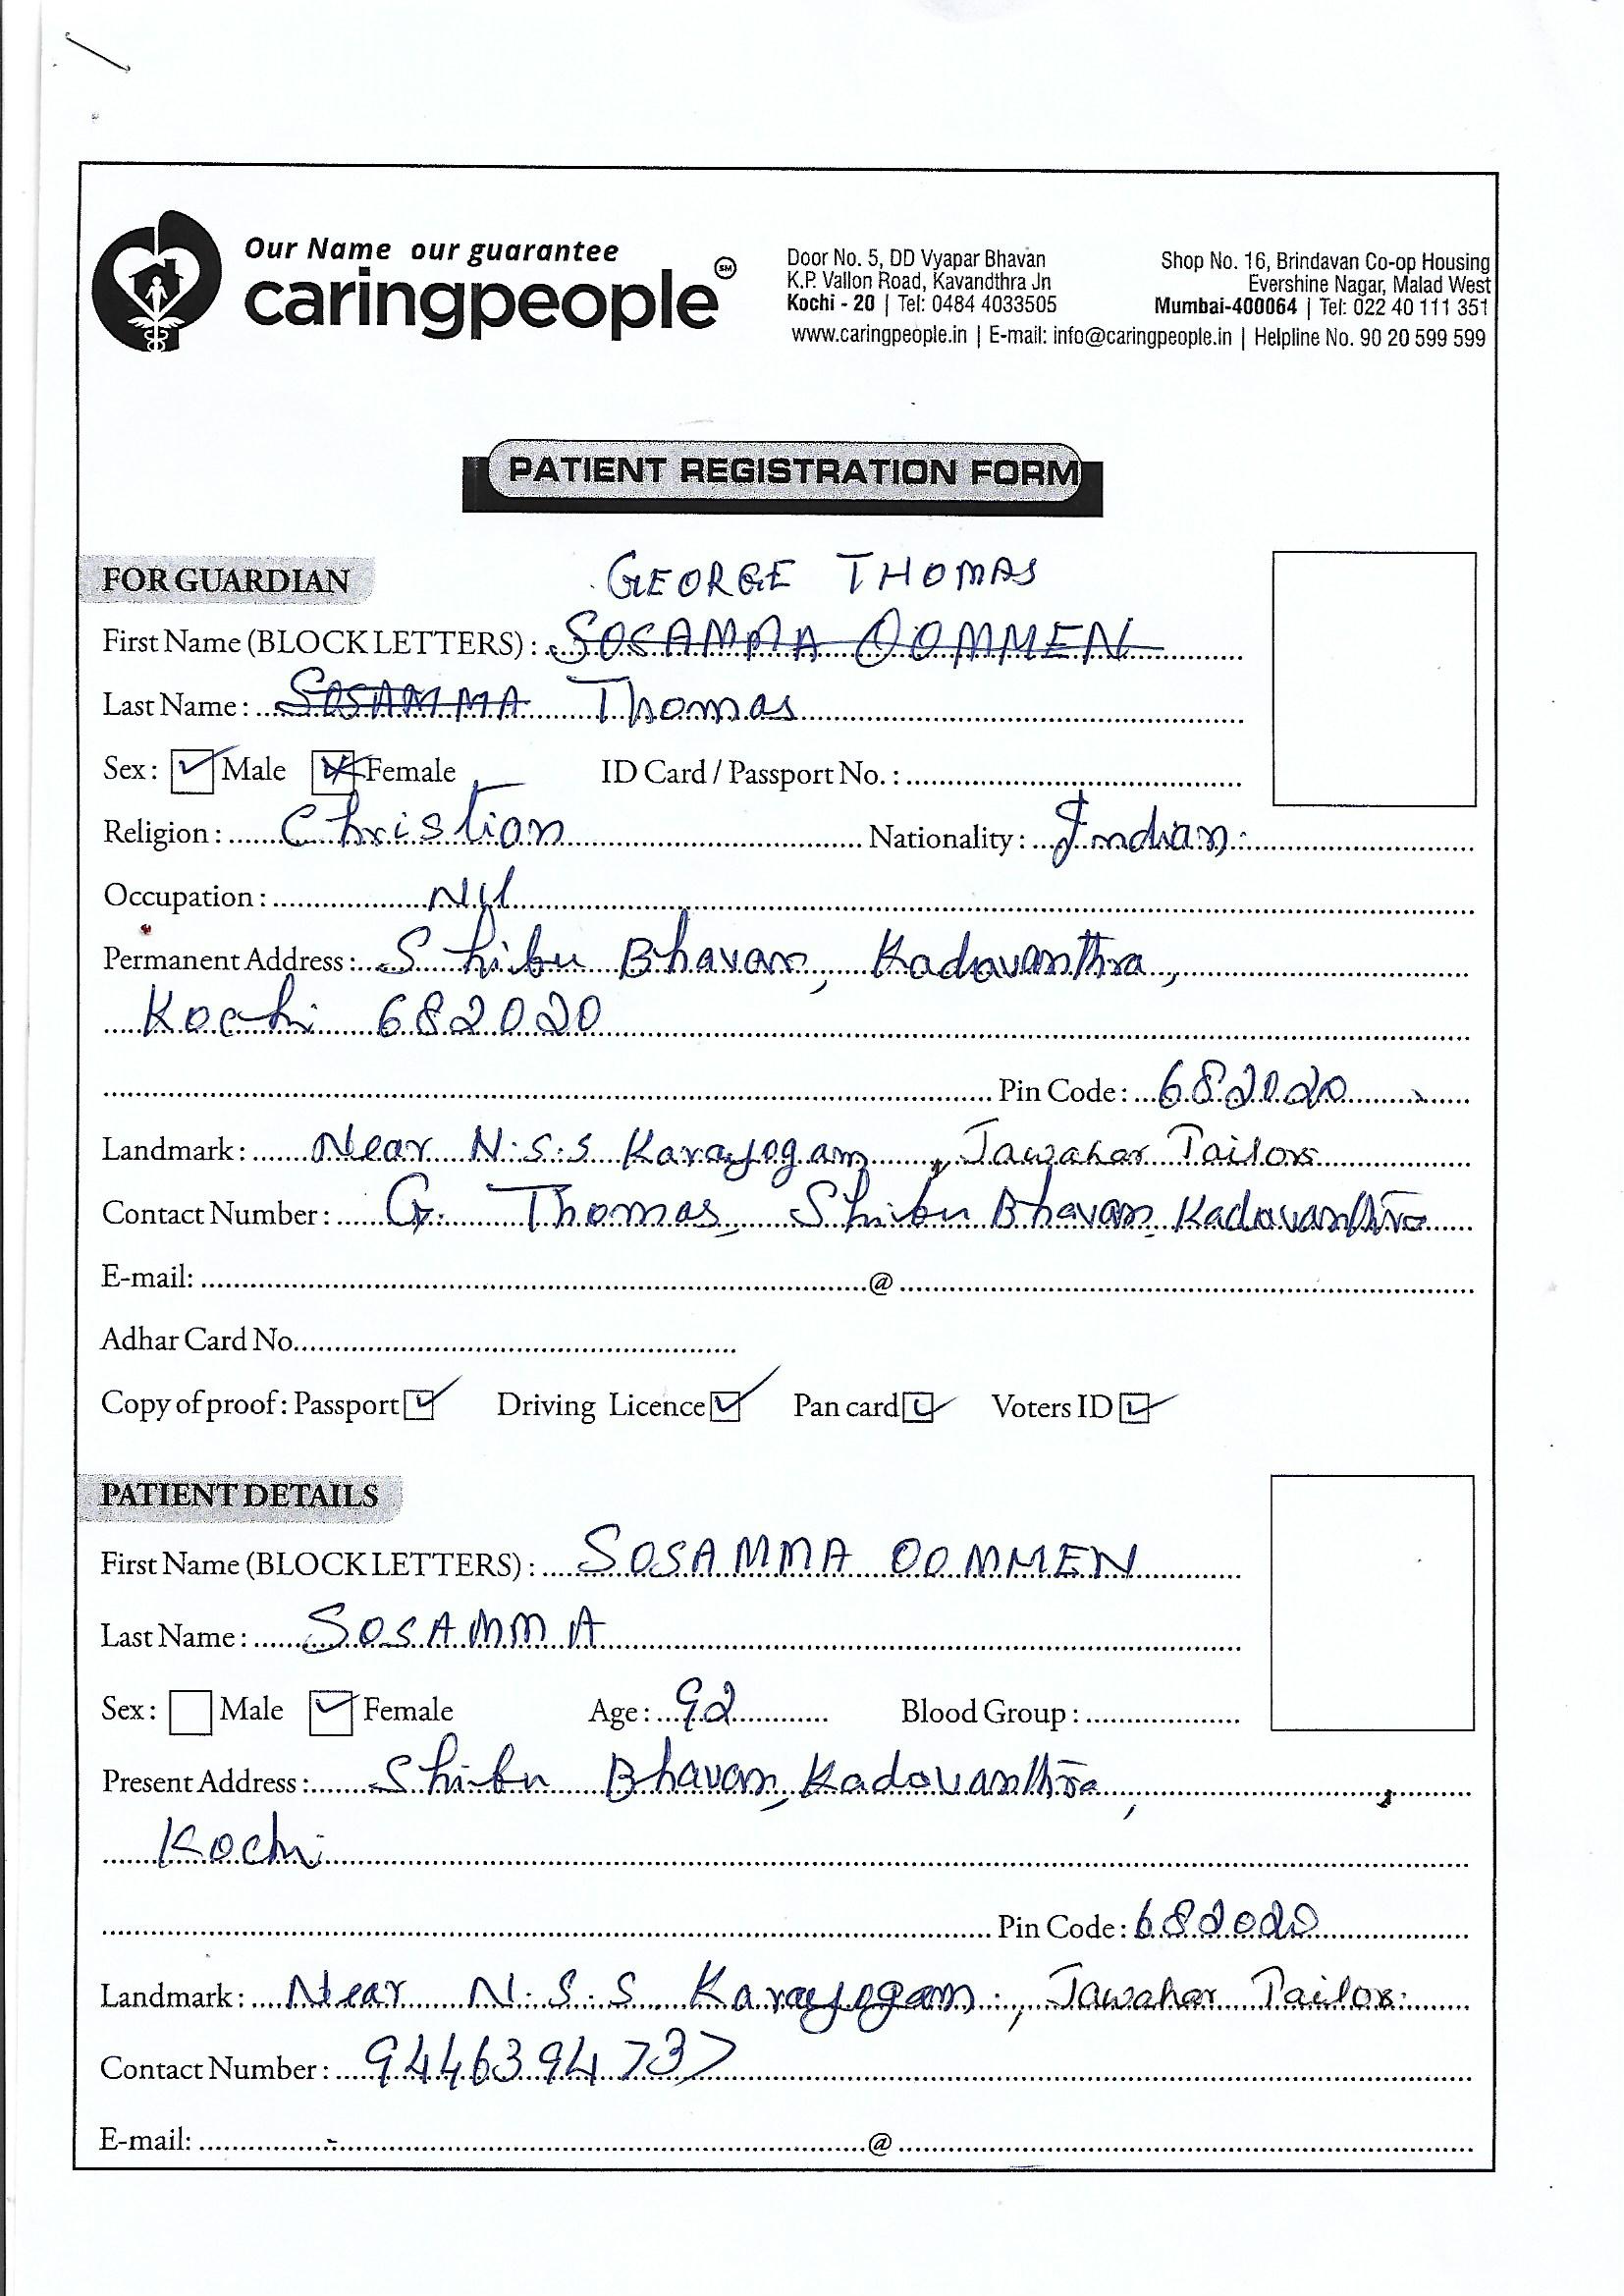 Our Name our guarantee
caringpeople SM
Door No. 5, DD Vyapar Bhavan
K.P. Vallon Road, Kavandthra Jn
Kochi - 20 | Tel: 0484 4033505
Shop No. 16, Brindavan Co-op Housing
Evershine Nagar, Malad West
Mumbai-400064 | Tel: 022 40 111 351
www.caringpeople.in | E-mail: info@caringpeople.in | Helpline No. 90 20 599 599
PATIENT REGISTRATION FORM
FOR GUARDIAN
GEORGE THOMAS
First Name (BLOCK LETTERS) : SOSAMMA OOMMEN
Last Name : SOSAMMA Thomas
Sex : Male Female ID Card / Passport No. :
Religion : Christian Nationality : Indian
Occupation : Nil
Permanent Address : Shibu Bhavan, Kadavanthra,
Kochi 682020
Pin Code : 682020
Landmark : Near N.S.S Karayogam, Jawahar Tailors
Contact Number : G. Thomas, Shibu Bhavan, Kadavanthra
E-mail: @
Adhar Card No.
Copy of proof : Passport Driving Licence Pan card Voters ID
PATIENT DETAILS
First Name (BLOCK LETTERS) : SOSAMMA OOMMEN
Last Name : SOSAMMA
Sex : Male Female Age : 92 Blood Group :
Present Address : Shibu Bhavan, Kadavanthra,
Kochi
Pin Code : 682020
Landmark : Near N.S.S Karayogam, Jawahar Tailor.
Contact Number : 9446394737
E-mail: @